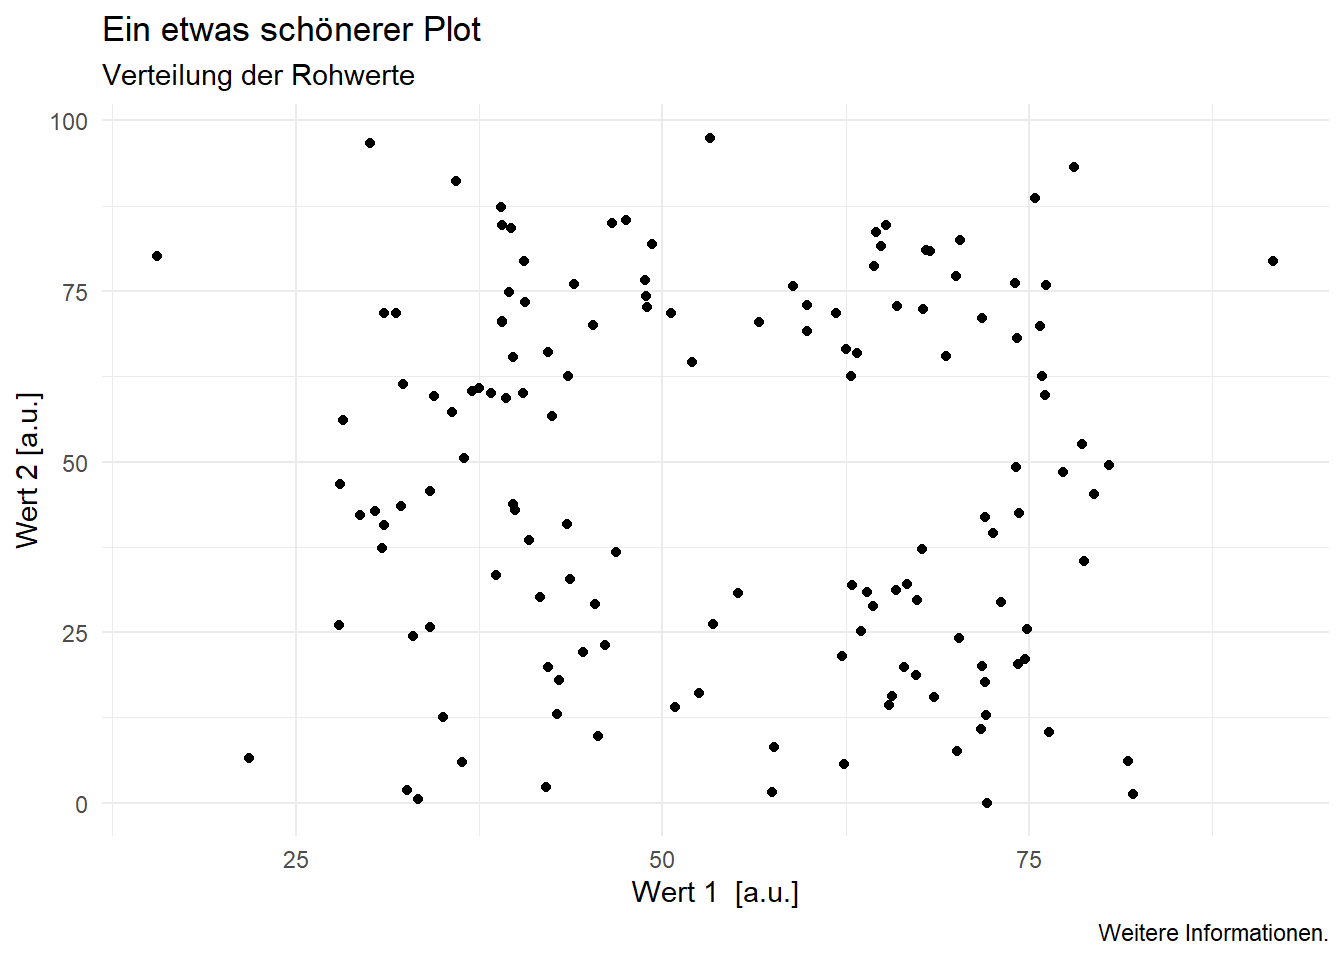 Ein etwas schönerer Plot
Verteilung der Rohwerte
100
75
50
25
0
Wert 2 [a.u.]
25 50 75
Wert 1  [a.u.]
Weitere Informationen.